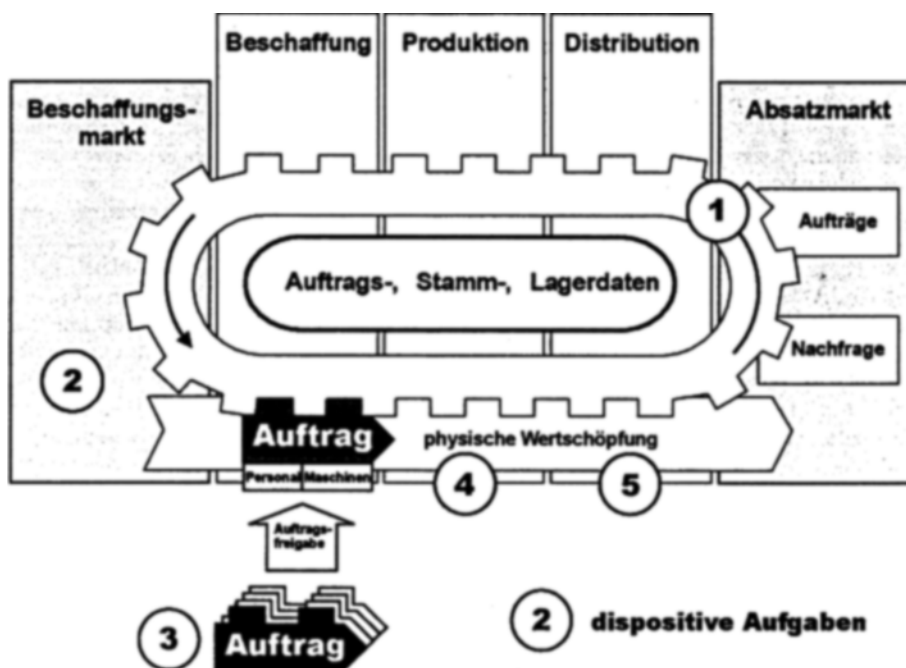 Beschaffung
Produktion
Distribution
Beschaffungs-
markt
Absatzmarkt
1
Aufträge
Auftrags-, Stamm-, Lagerdaten
Nachfrage
2
Auftrag
physische Wertschöpfung
Personal
Maschinen
4
5
Auftrags-
freigabe
3
Auftrag
2
dispositive Aufgaben